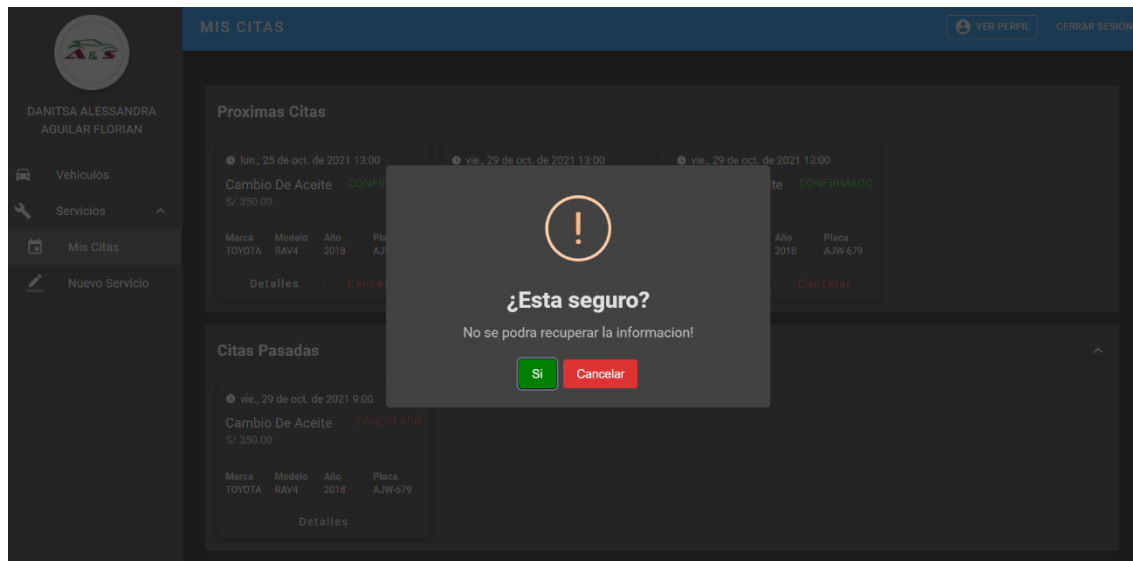 A&S
DANITSA ALESSANDRA
AGUILAR FLORIAN
Vehiculos
Servicios
Mis Citas
Nuevo Servicio
MIS CITAS
VER PERFIL
CERRAR SESIÓN
Proximas Citas
lun., 25 de oct. de 2021 13:00
Cambio De Aceite
S/.350.00
Marca Modelo Año
TOYOTA RAV4 2018
Detalles
vie., 29 de oct. de 2021 13:00
vie., 29 de oct. de 2021 13:00
CONFIRMADO
Año Placa
2018 AJW-679
Cancelar
¿Esta seguro?
No se podra recuperar la informacion!
Si Cancelar
Citas Pasadas
vie., 29 de oct. de 2021 9:00
Cambio De Aceite CANCELADO
S/.350.00
Marca Modelo Año Placa
TOYOTA RAV4 2018 AJW-679
Detalles